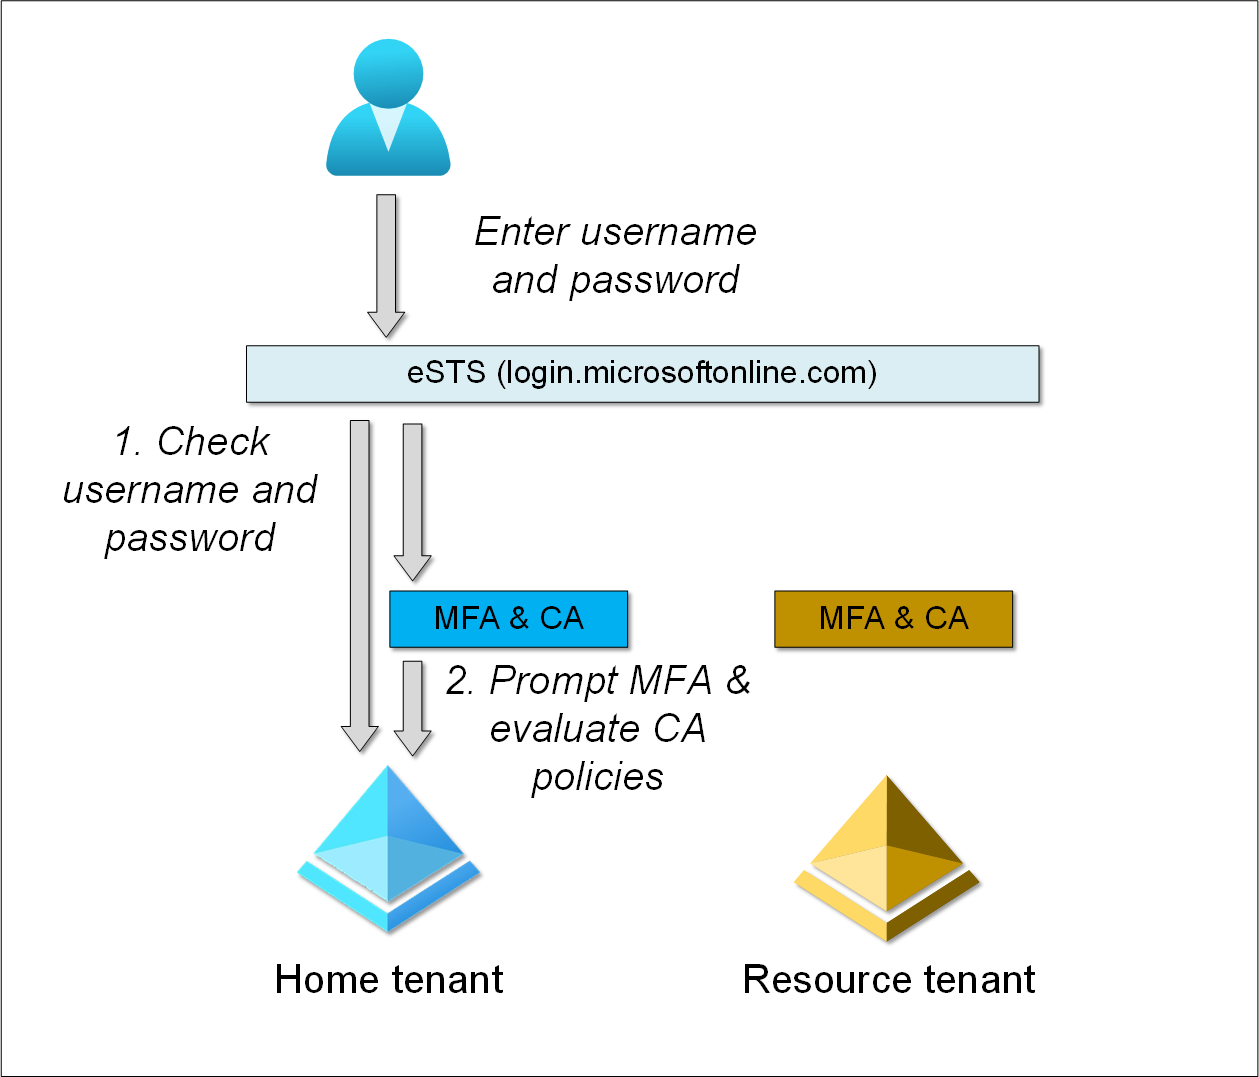 Enter username
and password
eSTS (login.microsoftonline.com)
1. Check
username and
password
MFA & CA
MFA & CA
2. Prompt MFA &
evaluate CA
policies
Home tenant
Resource tenant